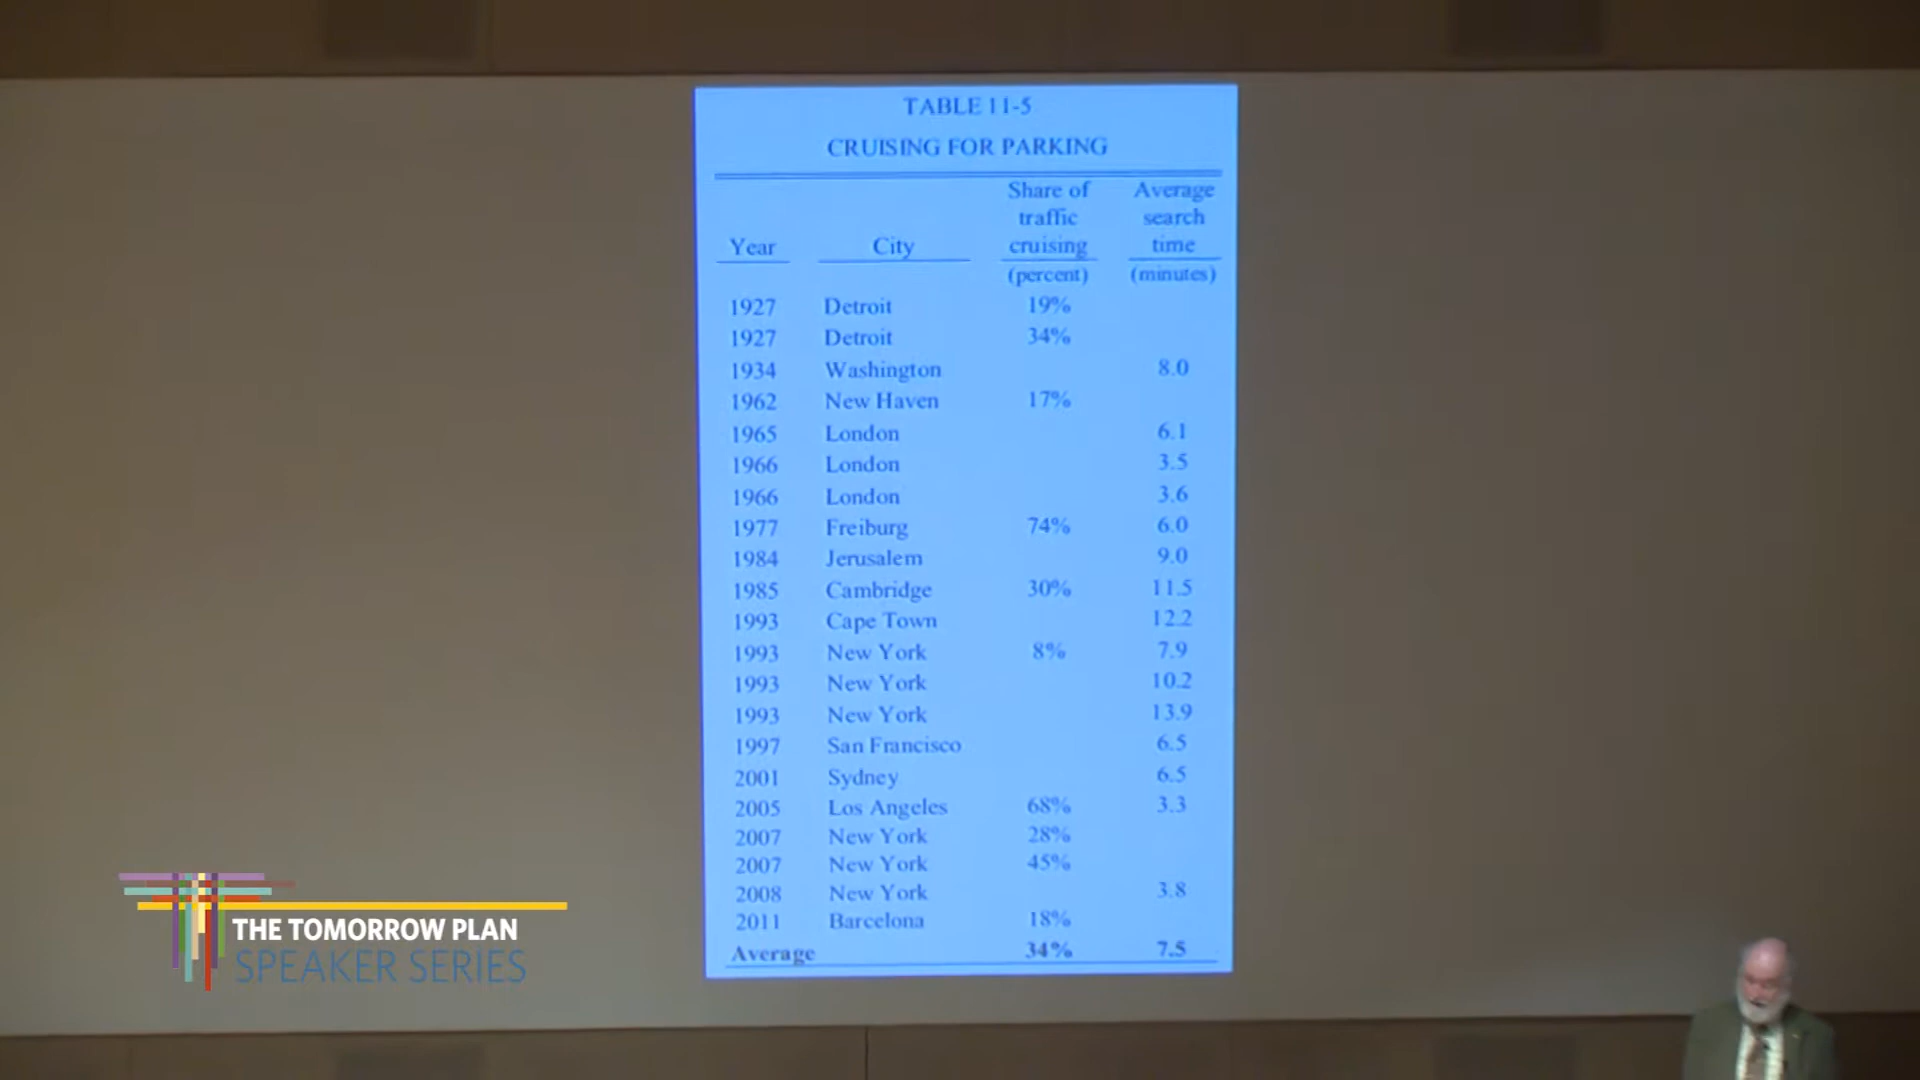 TABLE 11-5
CRUISING FOR PARKING
Year City Share of traffic cruising Average search time
(percent) (minutes)
1927 Detroit 19%
1927 Detroit 34%
1934 Washington 8.0
1962 New Haven 17%
1965 London 6.1
1966 London 3.5
1966 London 3.6
1977 Freiburg 74% 6.0
1984 Jerusalem 9.0
1985 Cambridge 30% 11.5
1993 Cape Town 12.2
1993 New York 8% 7.9
1993 New York 10.2
1993 New York 13.9
1997 San Francisco 6.5
2001 Sydney 6.5
2005 Los Angeles 68% 3.3
2007 New York 28%
2007 New York 45%
2008 New York 3.8
2011 Barcelona 18%
Average 34% 7.5
THE TOMORROW PLAN
SPEAKER SERIES